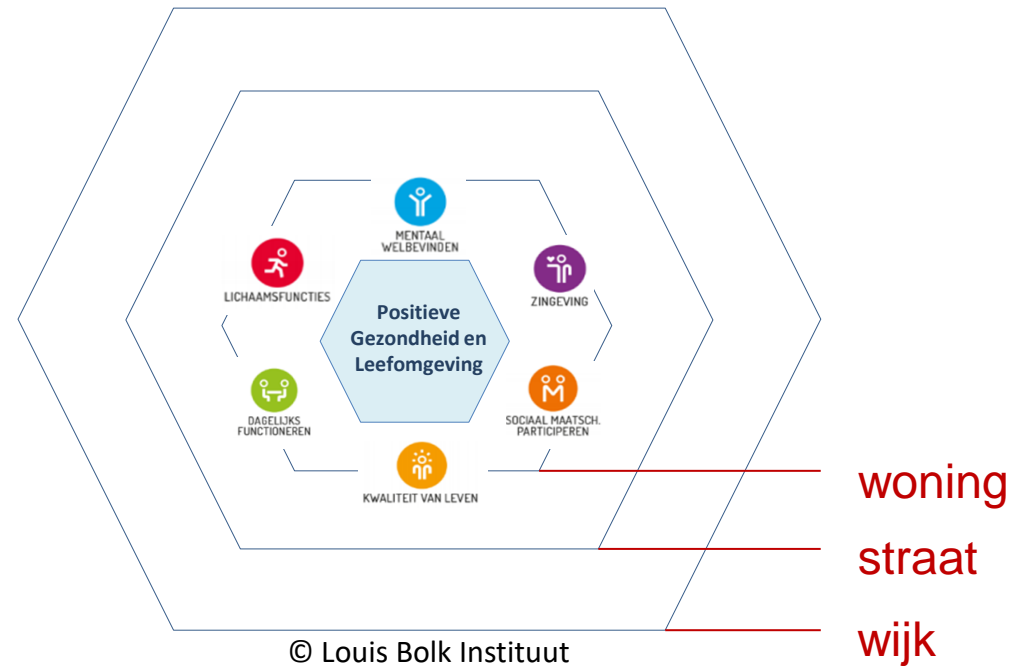 MENTAAL
WELBEVINDEN
LICHAAMSFUNCTIES
ZINGEVING
Positieve
Gezondheid en
Leefomgeving
DAGELIJKS
FUNCTIONEREN
SOCIAAL MAATSCH.
PARTICIPEREN
KWALITEIT VAN LEVEN
woning
straat
wijk
© Louis Bolk Instituut